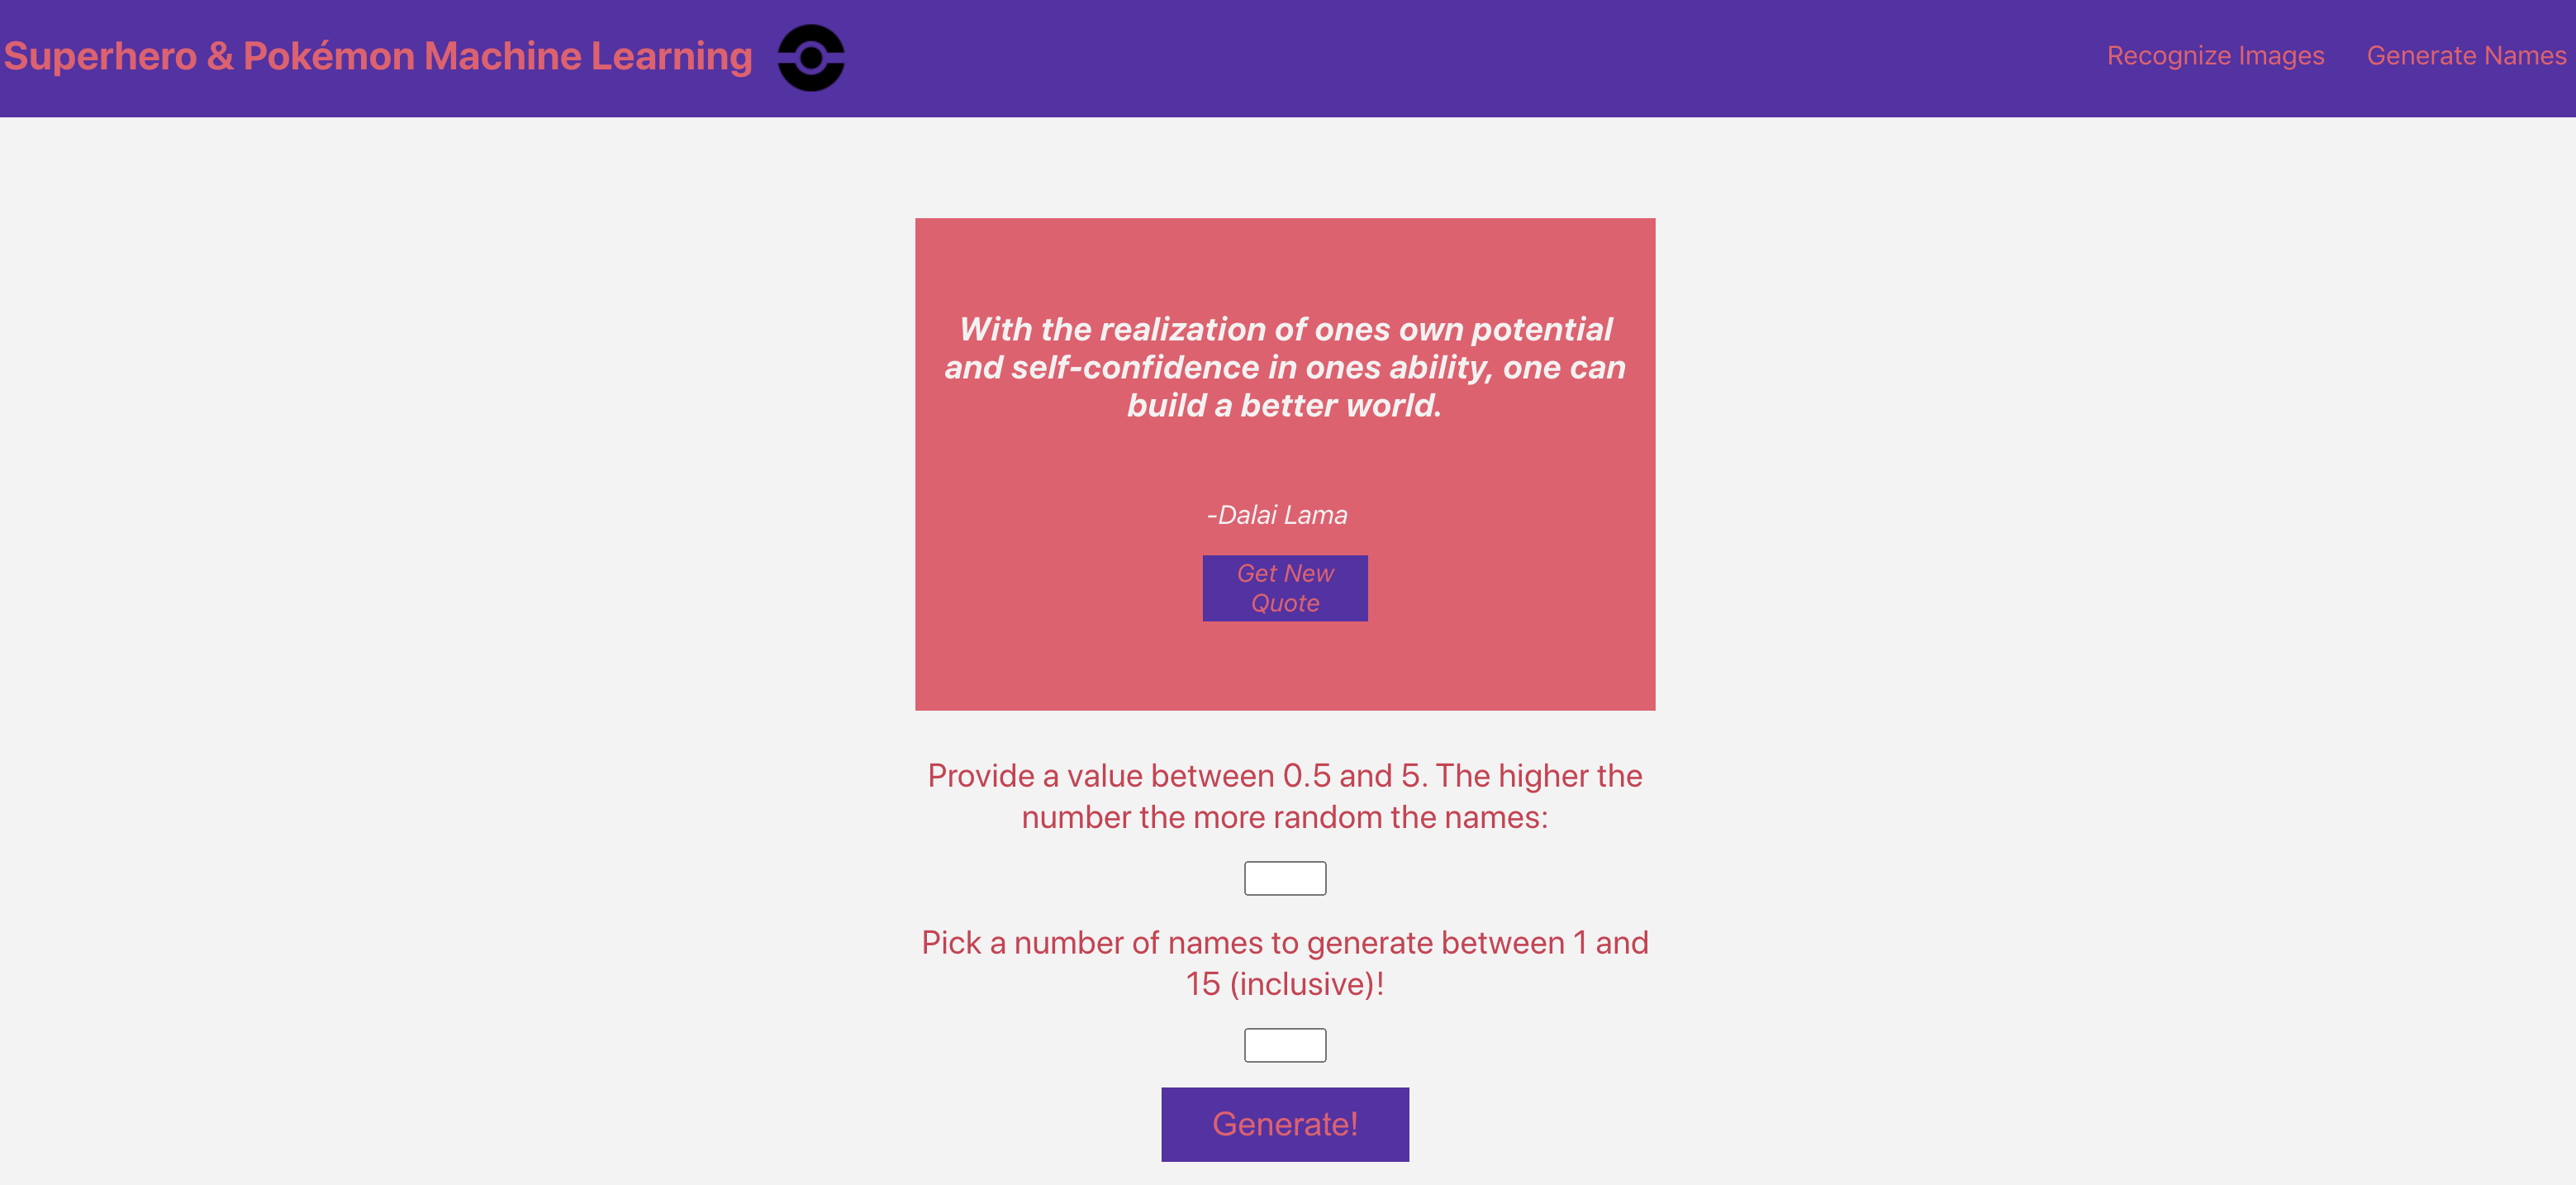 Superhero & Pokémon Machine Learning
Recognize Images
Generate Names
With the realization of ones own potential
and self-confidence in ones ability, one can
build a better world.
-Dalai Lama
Get New
Quote
Provide a value between 0.5 and 5. The higher the
number the more random the names:
Pick a number of names to generate between 1 and
15 (inclusive)!
Generate!